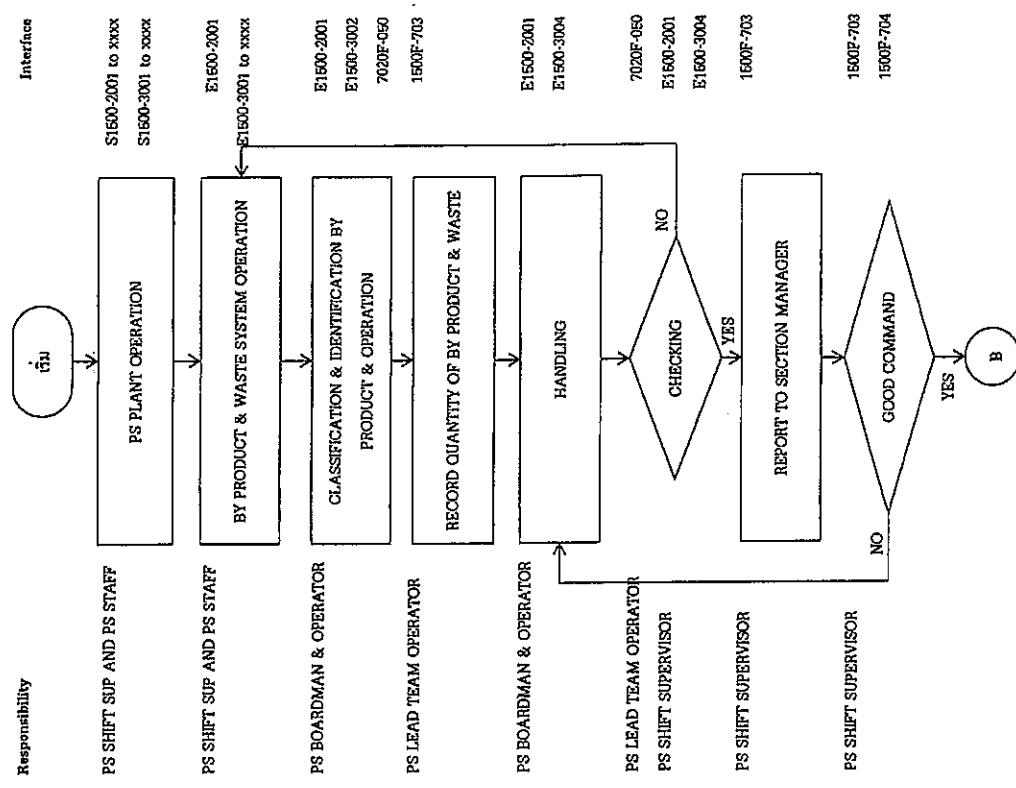 Responsibility
Interface
เริ่ม
PS SHIFT SUP AND PS STAFF
PS PLANT OPERATION
S1500-2001 to xxxx
S1500-3001 to xxxx
PS SHIFT SUP AND PS STAFF
BY PRODUCT & WASTE SYSTEM OPERATION
E1500-2001
E1500-3001 to xxxx
PS BOARDMAN & OPERATOR
CLASSIFICATION & IDENTIFICATION BY
PRODUCT & OPERATION
E1500-2001
E1500-3002
7020F-050
PS LEAD TEAM OPERATOR
RECORD QUANTITY OF BY PRODUCT & WASTE
1500F-703
PS BOARDMAN & OPERATOR
HANDLING
E1500-2001
E1500-3004
PS LEAD TEAM OPERATOR
PS SHIFT SUPERVISOR
CHECKING
NO
YES
7020F-050
E1500-2001
E1500-3004
PS SHIFT SUPERVISOR
REPORT TO SECTION MANAGER
1500F-703
PS SHIFT SUPERVISOR
GOOD COMMAND
NO
YES
1500F-703
1500F-704
B